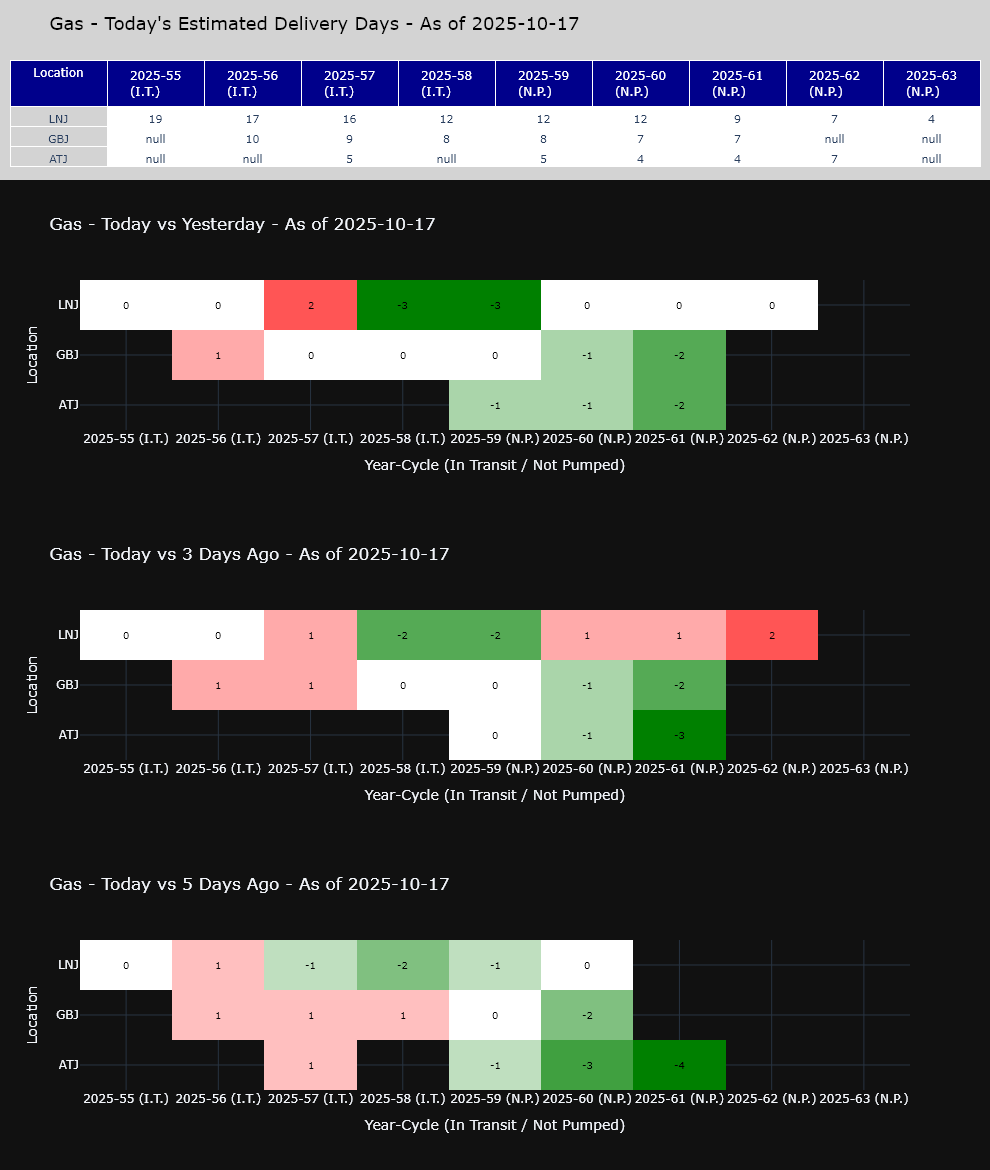 Gas - Today's Estimated Delivery Days - As of 2025-10-17
Location 2025-55 (I.T.) 2025-56 (I.T.) 2025-57 (I.T.) 2025-58 (I.T.) 2025-59 (N.P.) 2025-60 (N.P.) 2025-61 (N.P.) 2025-62 (N.P.) 2025-63 (N.P.)
LNJ 19 17 16 12 12 12 9 7 4
GBJ null 10 9 8 8 7 7 null null
ATJ null null 5 null 5 4 4 7 null
Gas - Today vs Yesterday - As of 2025-10-17
Location
LNJ 0 0 2 -3 -3 0 0 0
GBJ 1 0 0 0 -1 -2
ATJ -1 -1 -2
2025-55 (I.T.) 2025-56 (I.T.) 2025-57 (I.T.) 2025-58 (I.T.) 2025-59 (N.P.) 2025-60 (N.P.) 2025-61 (N.P.) 2025-62 (N.P.) 2025-63 (N.P.)
Year-Cycle (In Transit / Not Pumped)
Gas - Today vs 3 Days Ago - As of 2025-10-17
Location
LNJ 0 0 1 -2 -2 1 1 2
GBJ 1 1 0 0 -1 -2
ATJ 0 -1 -3
2025-55 (I.T.) 2025-56 (I.T.) 2025-57 (I.T.) 2025-58 (I.T.) 2025-59 (N.P.) 2025-60 (N.P.) 2025-61 (N.P.) 2025-62 (N.P.) 2025-63 (N.P.)
Year-Cycle (In Transit / Not Pumped)
Gas - Today vs 5 Days Ago - As of 2025-10-17
Location
LNJ 0 1 -1 -2 -1 0
GBJ 1 1 1 0 -2
ATJ 1 -1 -3 -4
2025-55 (I.T.) 2025-56 (I.T.) 2025-57 (I.T.) 2025-58 (I.T.) 2025-59 (N.P.) 2025-60 (N.P.) 2025-61 (N.P.) 2025-62 (N.P.) 2025-63 (N.P.)
Year-Cycle (In Transit / Not Pumped)